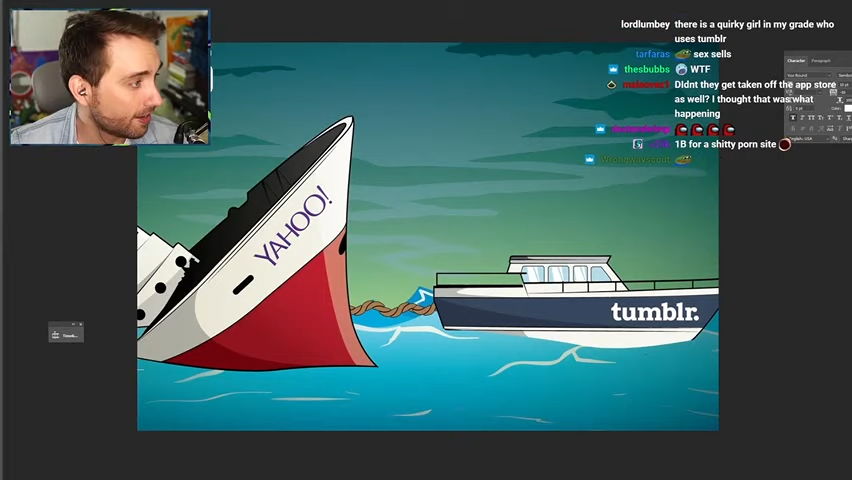 lordlumbey there is a quirky girl in my grade who
uses tumblr
tarfaras sex sells
thesbubbs WTF
Didnt they get taken off the app store
as well? I thought that was what
happening
1B for a shitty porn site
Character Paragraph
YAHOO!
tumblr.